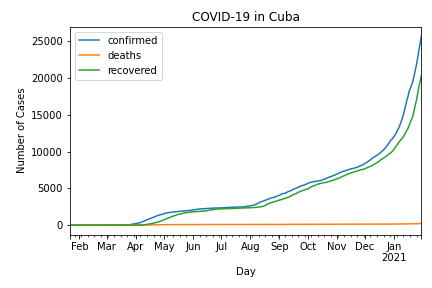 COVID-19 in Cuba
confirmed
deaths
recovered
Number of Cases
25000
20000
15000
10000
5000
0
Feb Mar Apr May Jun Jul Aug Sep Oct Nov Dec Jan
2021
Day